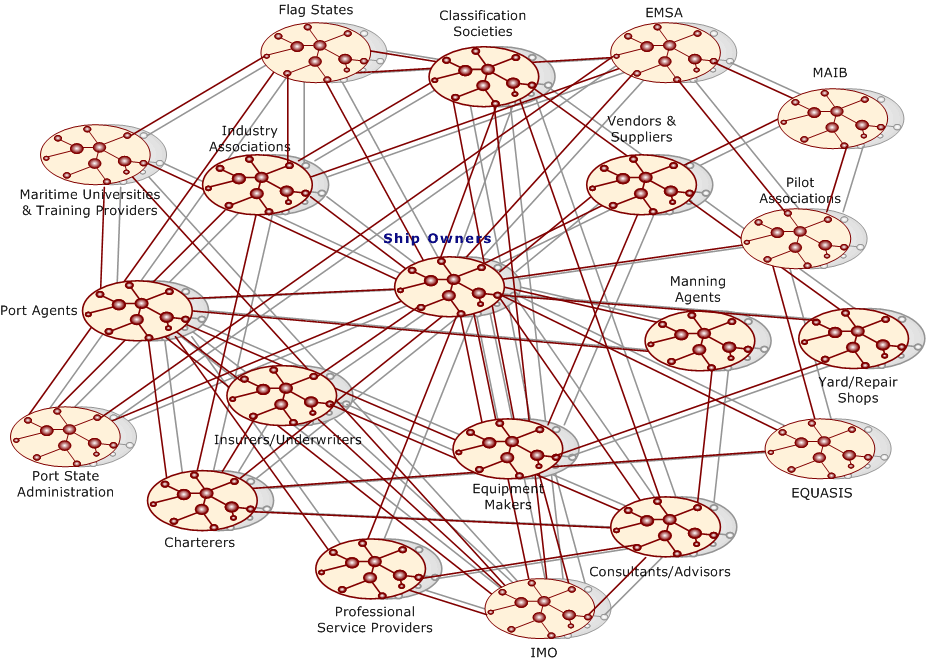 Flag States
Classification
Societies
EMSA
MAIB
Industry
Associations
Vendors &
Suppliers
Maritime Universities
& Training Providers
Pilot
Associations
Ship Owners
Manning
Agents
Port Agents
Yard/Repair
Shops
Insurers/Underwriters
Port State
Administration
Equipment
Makers
EQUASIS
Charterers
Consultants/Advisors
Professional
Service Providers
IMO